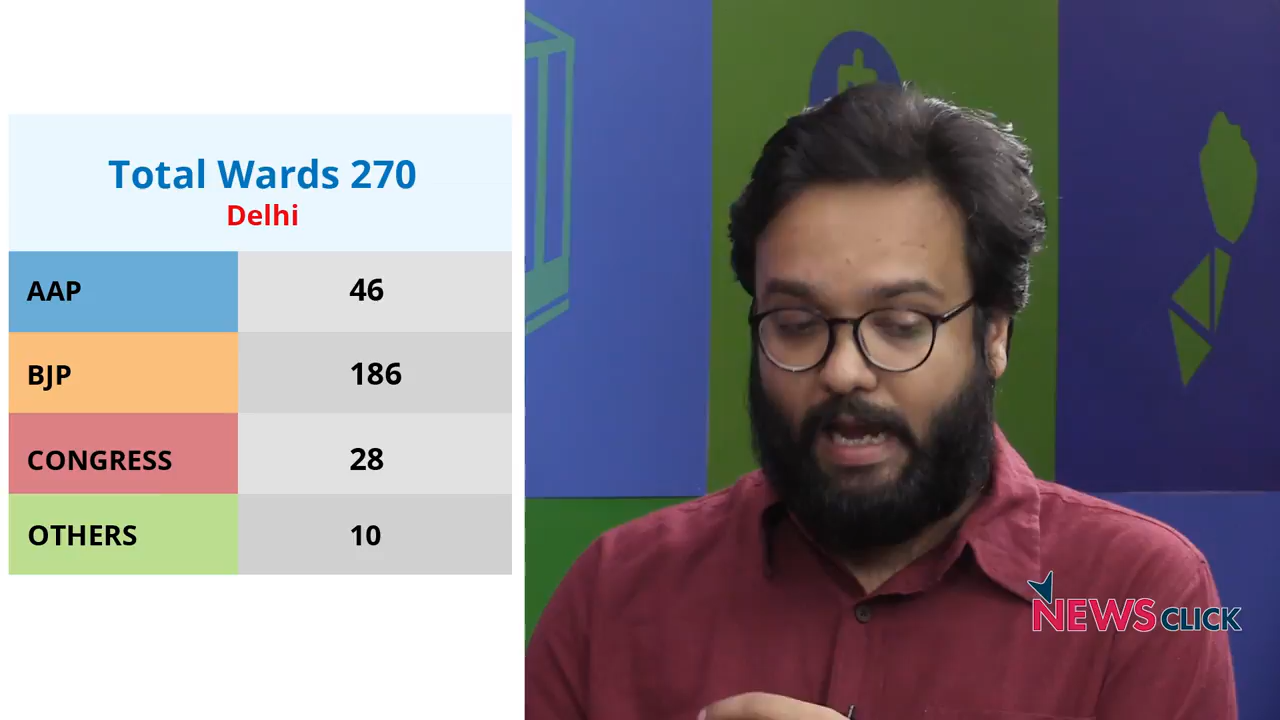 Total Wards 270
Delhi
AAP 46
BJP 186
CONGRESS 28
OTHERS 10
NEWSCLICK